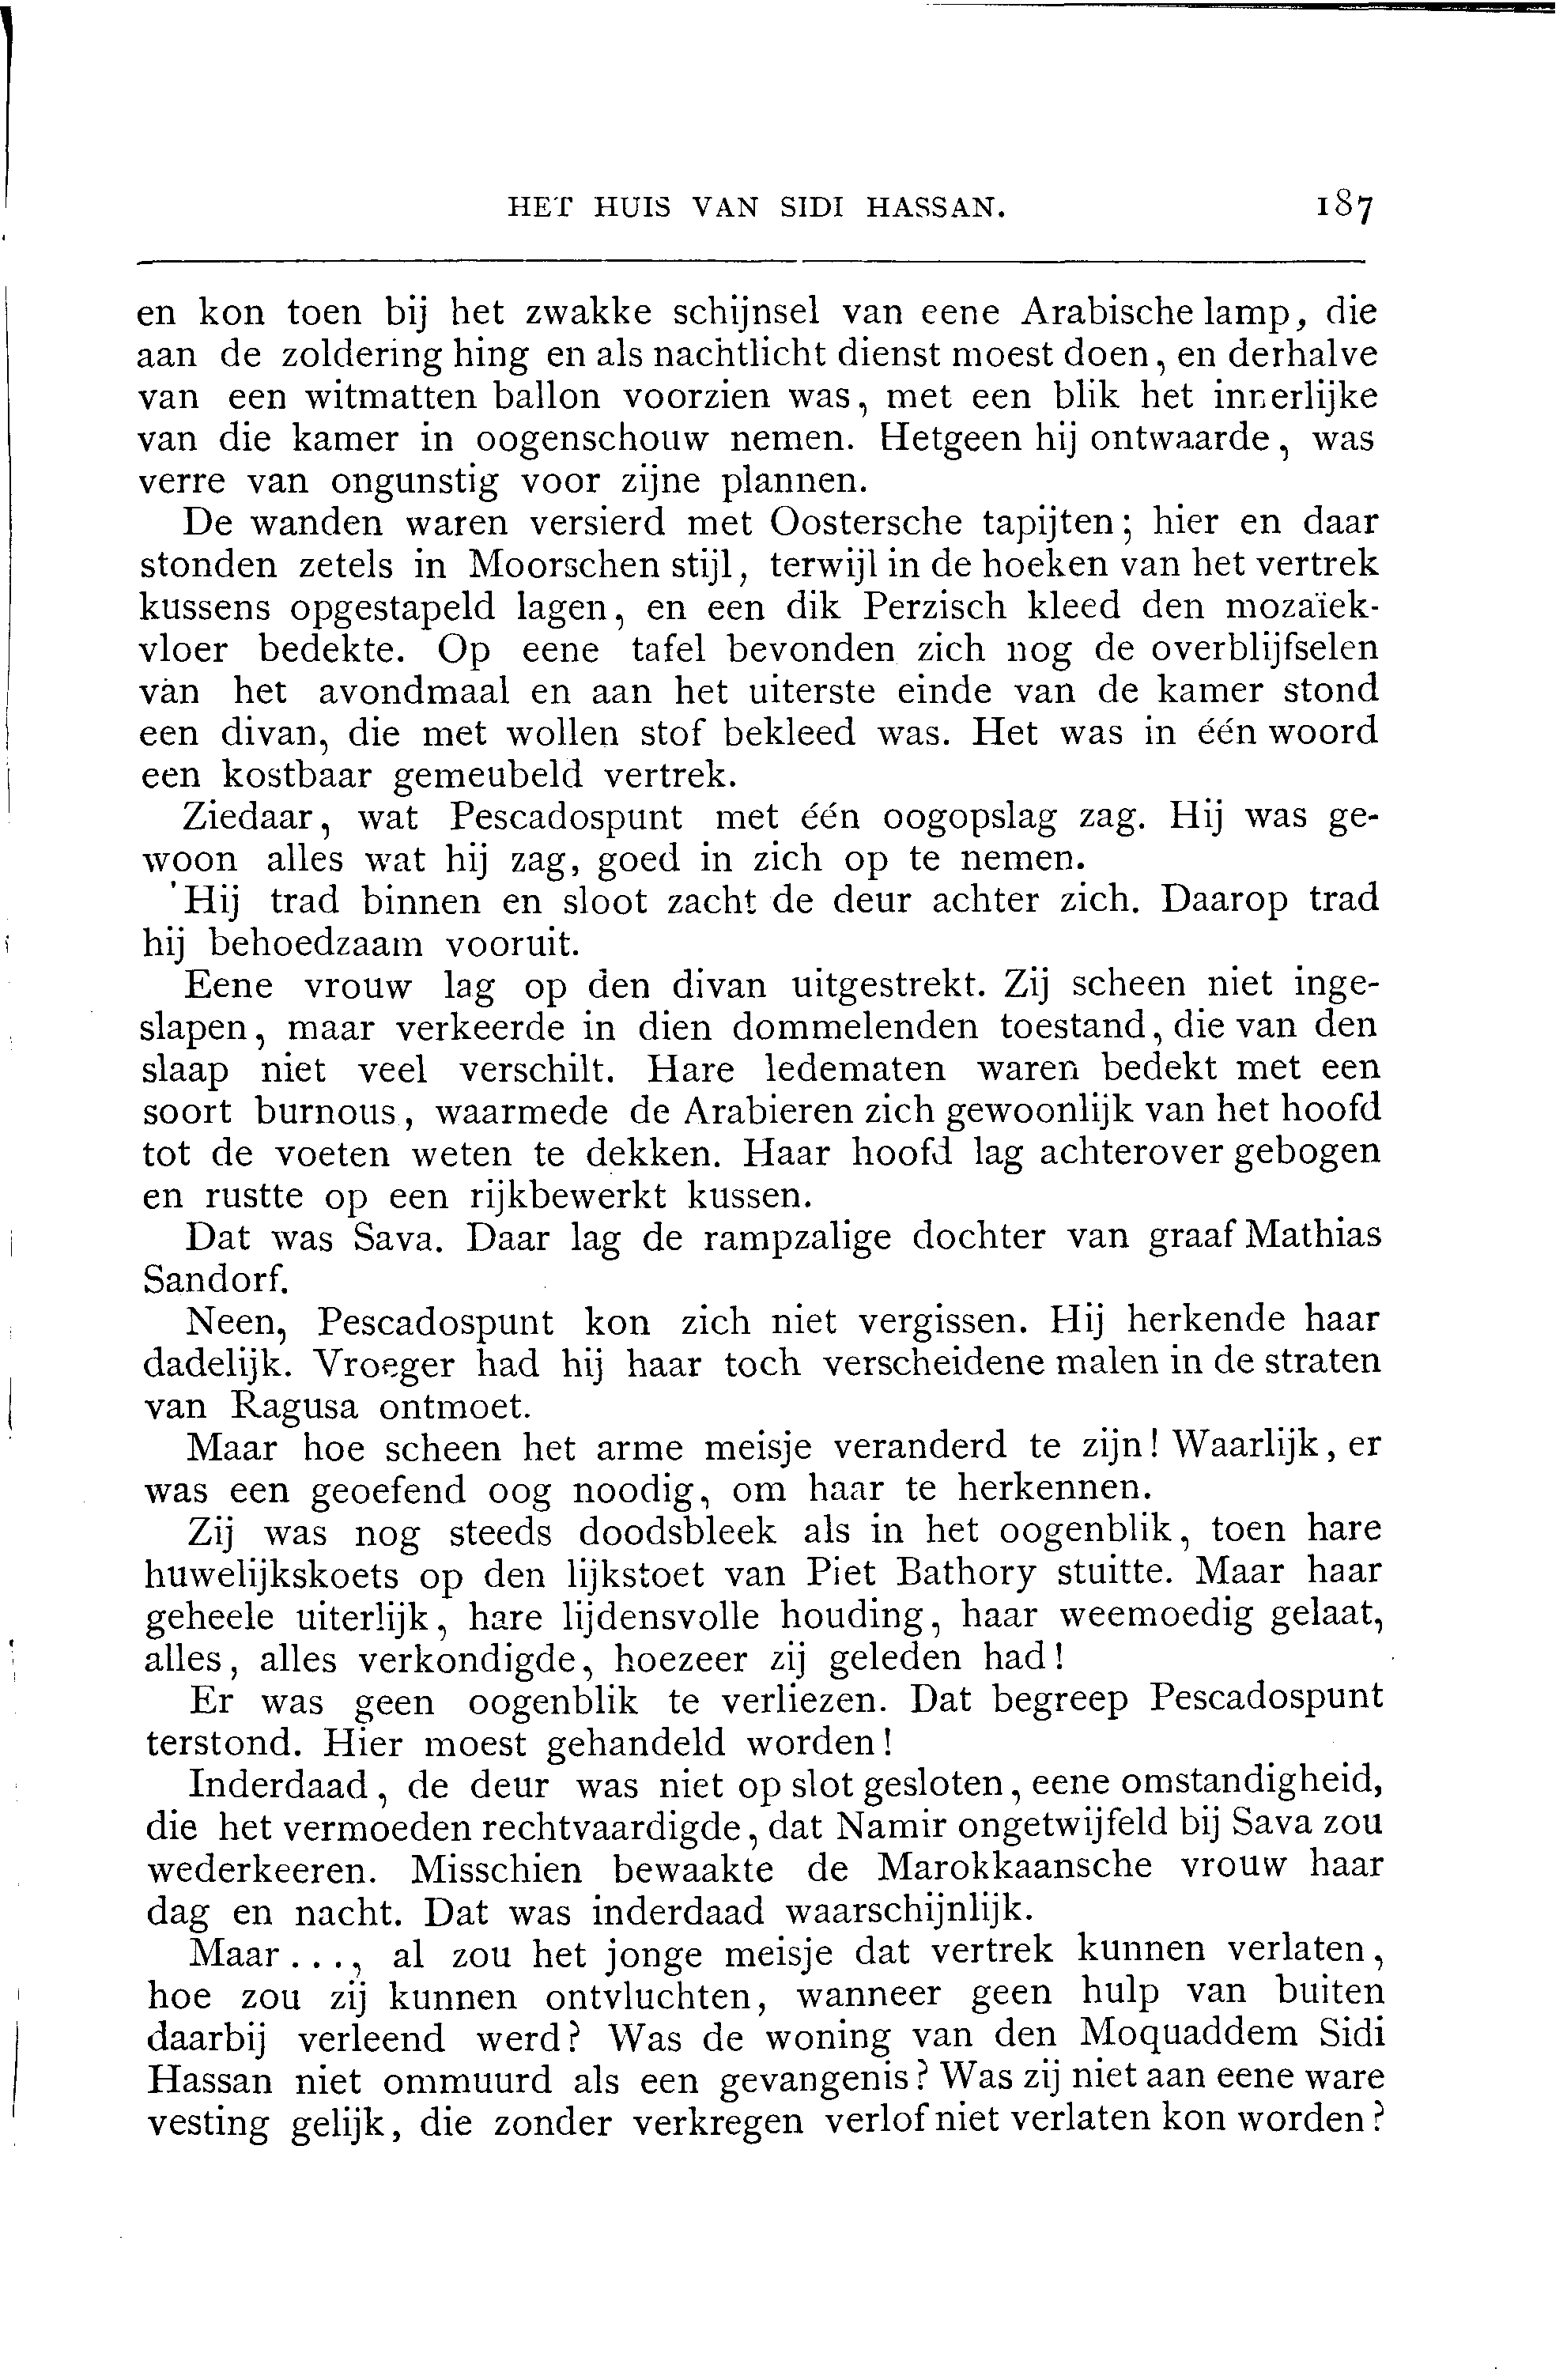 HET HUIS VAN SIDI HASSAN. 187
en kon toen bij het zwakke schijnsel van eene Arabische lamp, die
aan de zoldering hing en als nachtlicht dienst moest doen, en derhalve
van een witmatten ballon voorzien was, met een blik het innerlijke
van die kamer in oogenschouw nemen. Hetgeen hij ontwaarde, was
verre van ongunstig voor zijne plannen.
De wanden waren versierd met Oostersche tapijten; hier en daar
stonden zetels in Moorschen stijl, terwijl in de hoeken van het vertrek
kussens opgestapeld lagen, en een dik Perzisch kleed den mozaïek-
vloer bedekte. Op eene tafel bevonden zich nog de overblijfselen
van het avondmaal en aan het uiterste einde van de kamer stond
een divan, die met wollen stof bekleed was. Het was in één woord
een kostbaar gemeubeld vertrek.
Ziedaar, wat Pescadospunt met één oogopslag zag. Hij was ge-
woon alles wat hij zag, goed in zich op te nemen.
Hij trad binnen en sloot zacht de deur achter zich. Daarop trad
hij behoedzaam vooruit.
Eene vrouw lag op den divan uitgestrekt. Zij scheen niet inge-
slapen, maar verkeerde in dien dommelenden toestand, die van den
slaap niet veel verschilt. Hare ledematen waren bedekt met een
soort burnous, waarmede de Arabieren zich gewoonlijk van het hoofd
tot de voeten weten te dekken. Haar hoofd lag achterover gebogen
en rustte op een rijkbewerkt kussen.
Dat was Sava. Daar lag de rampzalige dochter van graaf Mathias
Sandorf.
Neen, Pescadospunt kon zich niet vergissen. Hij herkende haar
dadelijk. Vroeger had hij haar toch verscheidene malen in de straten
van Ragusa ontmoet.
Maar hoe scheen het arme meisje veranderd te zijn! Waarlijk, er
was een geoefend oog noodig, om haar te herkennen.
Zij was nog steeds doodsbleek als in het oogenblik, toen hare
huwelijkskoets op den lijkstoet van Piet Bathory stuitte. Maar haar
geheele uiterlijk, hare lijdensvolle houding, haar weemoedig gelaat,
alles, alles verkondigde, hoezeer zij geleden had!
Er was geen oogenblik te verliezen. Dat begreep Pescadospunt
terstond. Hier moest gehandeld worden!
Inderdaad, de deur was niet op slot gesloten, eene omstandigheid,
die het vermoeden rechtvaardigde, dat Namir ongetwijfeld bij Sava zou
wederkeeren. Misschien bewaakte de Marokkaansche vrouw haar
dag en nacht. Dat was inderdaad waarschijnlijk.
Maar..., al zou het jonge meisje dat vertrek kunnen verlaten,
hoe zou zij kunnen ontvluchten, wanneer geen hulp van buiten
daarbij verleend werd? Was de woning van den Moquaddem Sidi
Hassan niet ommuurd als een gevangenis? Was zij niet aan eene ware
vesting gelijk, die zonder verkregen verlof niet verlaten kon worden?